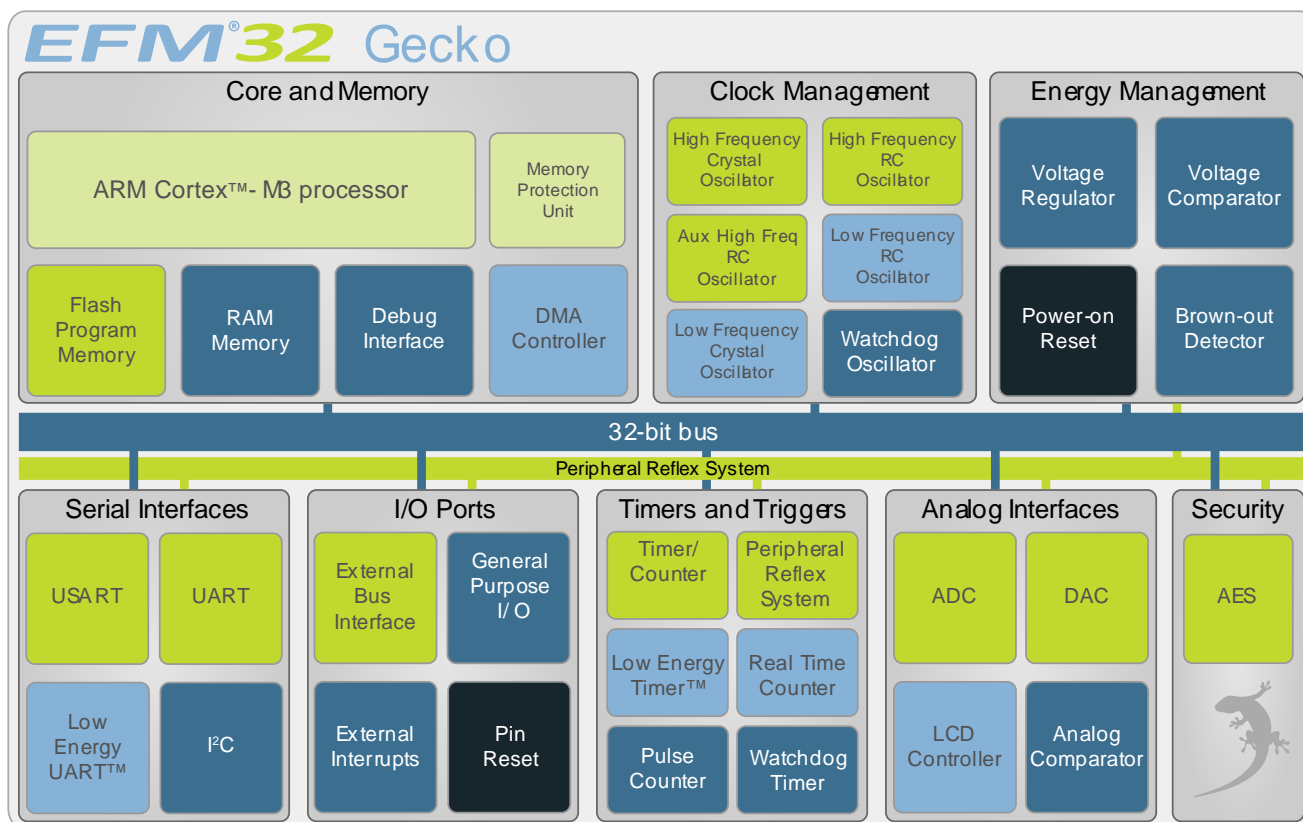 EFM®32 Gecko
Core and Memory
ARM Cortex™- M3 processor
Memory
Protection
Unit
Flash
Program
Memory
RAM
Memory
Debug
Interface
DMA
Controller
Clock Management
High Frequency
Crystal
Oscillator
High Frequency
RC
Oscillator
Aux High Freq
RC
Oscillator
Low Frequency
RC
Oscillator
Low Frequency
Crystal
Oscillator
Watchdog
Oscillator
Energy Management
Voltage
Regulator
Voltage
Comparator
Power-on
Reset
Brown-out
Detector
32-bit bus
Peripheral Reflex System
Serial Interfaces
USART
UART
Low
Energy
UART™
I²C
I/O Ports
External
Bus
Interface
General
Purpose
I/ O
External
Interrupts
Pin
Reset
Timers and Triggers
Timer/
Counter
Peripheral
Reflex
System
Low Energy
Timer™
Real Time
Counter
Pulse
Counter
Watchdog
Timer
Analog Interfaces
ADC
DAC
LCD
Controller
Analog
Comparator
Security
AES